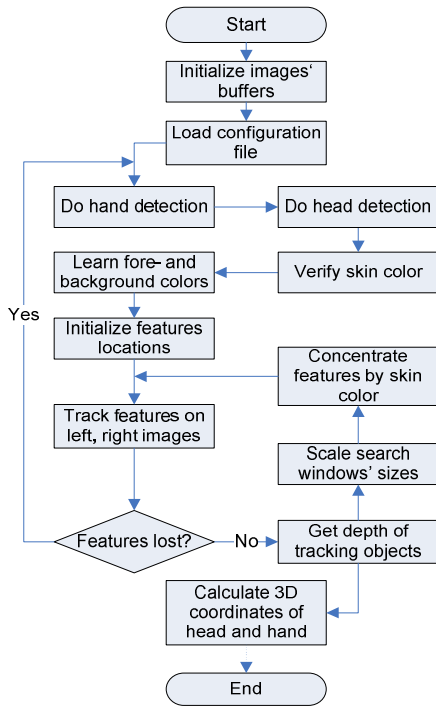 Start
Initialize images‘
buffers
Load configuration
file
Do hand detection
Do head detection
Verify skin color
Learn fore– and
background colors
Initialize features
locations
Yes
Concentrate
features by skin
color
Track features on
left, right images
Scale search
windows’ sizes
Features lost?
No
Get depth of
tracking objects
Calculate 3D
coordinates of
head and hand
End